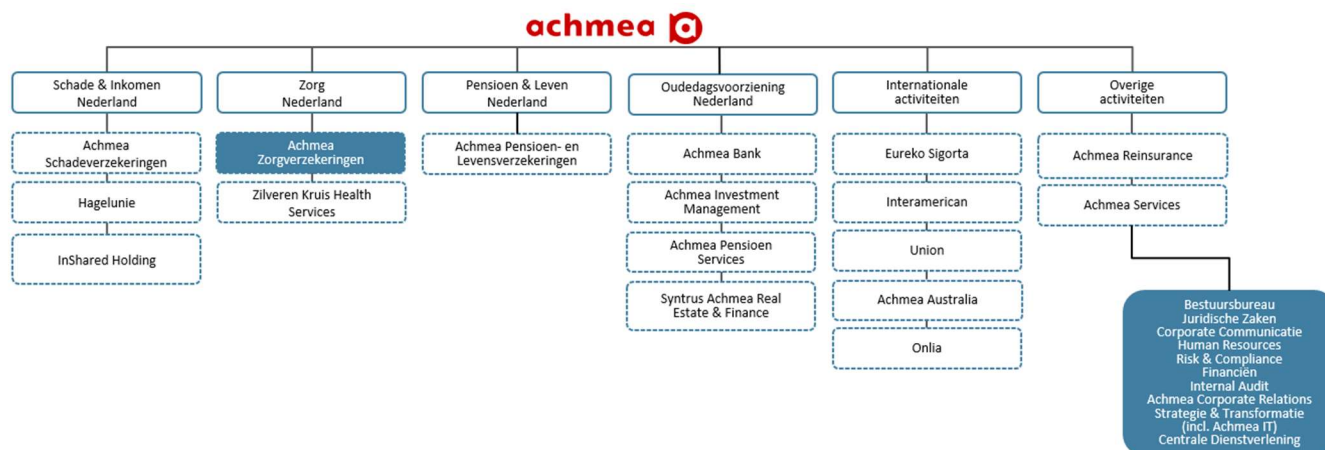 achmea
Schade & Inkomen
Nederland
Achmea
Schadeverzekeringen
Hagelunie
InShared Holding
Zorg
Nederland
Achmea
Zorgverzekeringen
Zilveren Kruis Health
Services
Pensioen & Leven
Nederland
Achmea Pensioen- en
Levensverzekeringen
Oudedagsvoorziening
Nederland
Achmea Bank
Achmea Investment
Management
Achmea Pensioen
Services
Syntrus Achmea Real
Estate & Finance
Internationale
activiteiten
Eureko Sigorta
Interamerican
Union
Achmea Australia
Onlia
Overige
activiteiten
Achmea Reinsurance
Achmea Services
Bestuursbureau
Juridische Zaken
Corporate Communicatie
Human Resources
Risk & Compliance
Financiën
Internal Audit
Achmea Corporate Relations
Strategie & Transformatie
(incl. Achmea IT)
Centrale Dienstverlening